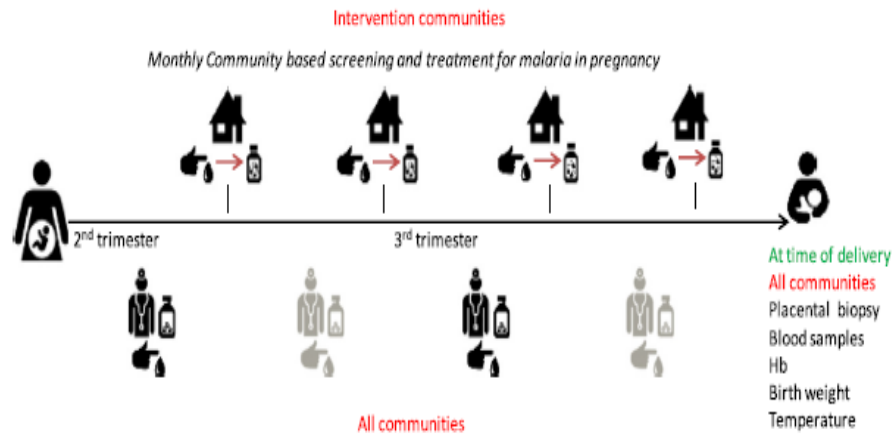 Intervention communities
Monthly Community based screening and treatment for malaria in pregnancy
2nd trimester
3rd trimester
At time of delivery
All communities
Placental biopsy
Blood samples
Hb
Birth weight
Temperature
All communities